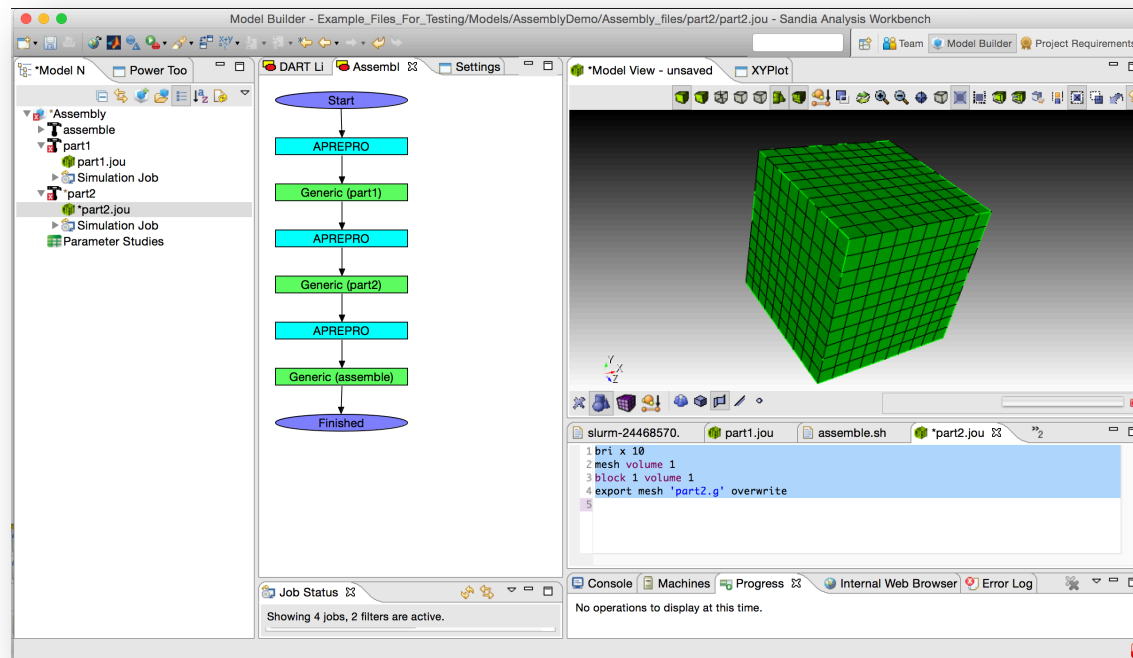 Model Builder - Example_Files_For_Testing/Models/AssemblyDemo/Assembly_files/part2/part2.jou - Sandia Analysis Workbench
Team
Model Builder
Project Requirements
*Model N
Power Too
*Assembly
assemble
part1
part1.jou
Simulation Job
*part2
*part2.jou
Simulation Job
Parameter Studies
DART Li
Assembl
Settings
Start
APREPRO
Generic (part1)
APREPRO
Generic (part2)
APREPRO
Generic (assemble)
Finished
Job Status
Showing 4 jobs, 2 filters are active.
*Model View - unsaved
XYPlot
Y
X
Z
slurm-24468570.
part1.jou
assemble.sh
*part2.jou
»2
1 bri x 10
2 mesh volume 1
3 block 1 volume 1
4 export mesh 'part2.g' overwrite
5
Console
Machines
Progress
Internal Web Browser
Error Log
No operations to display at this time.